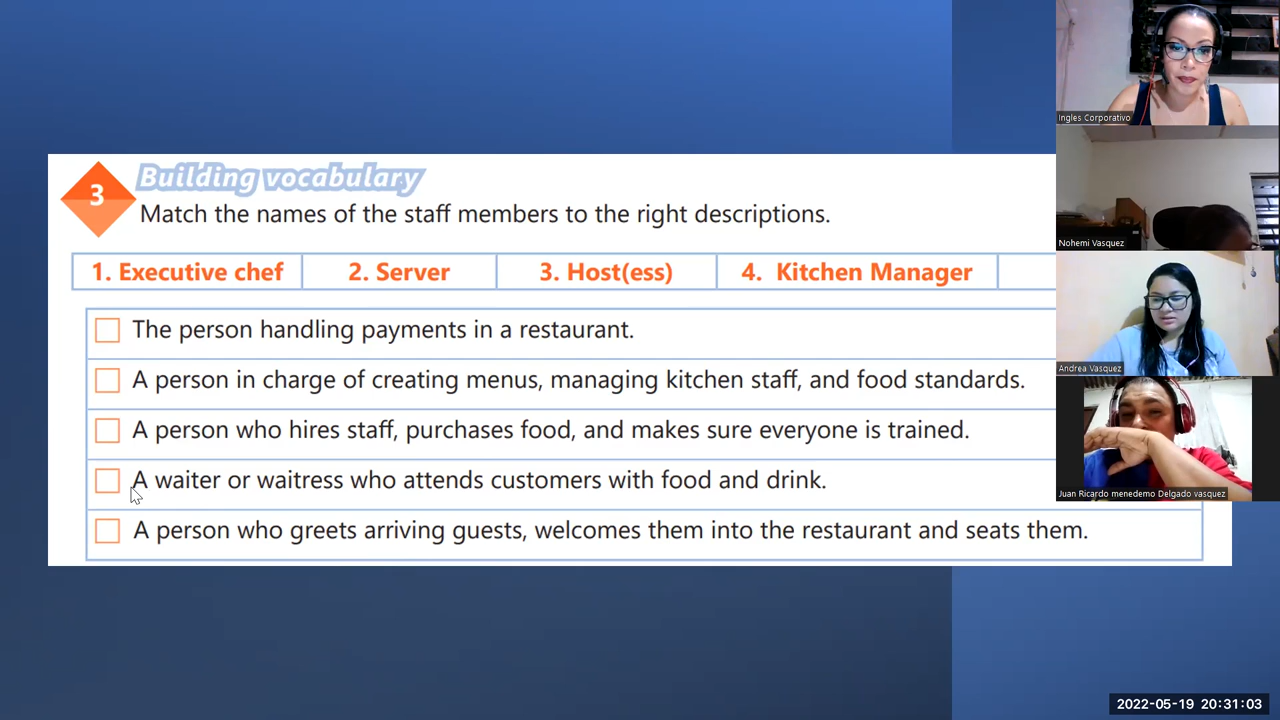 3
Building vocabulary
Match the names of the staff members to the right descriptions.
1. Executive chef
2. Server
3. Host(ess)
4. Kitchen Manager
The person handling payments in a restaurant.
A person in charge of creating menus, managing kitchen staff, and food standards.
A person who hires staff, purchases food, and makes sure everyone is trained.
A waiter or waitress who attends customers with food and drink.
A person who greets arriving guests, welcomes them into the restaurant and seats them.
Ingles Corporativo
Nohemi Vasquez
Andrea Vasquez
Juan Ricardo menedemo Delgado vasquez
2022-05-19 20:31:03